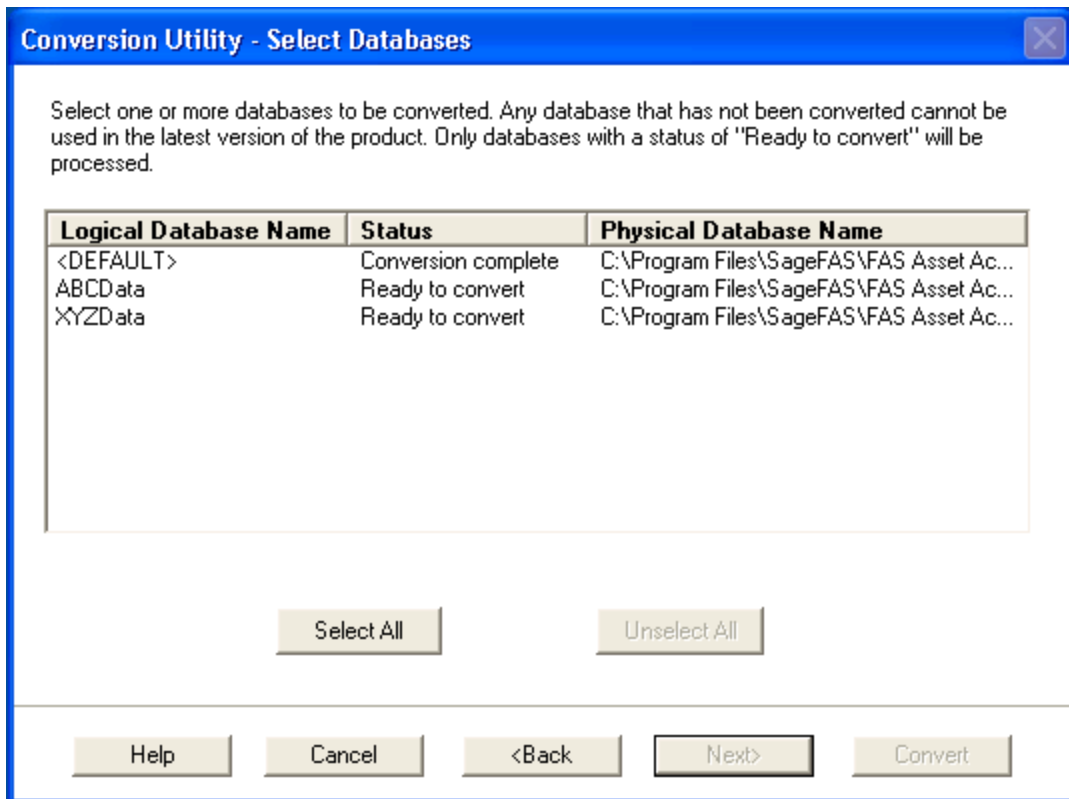 Conversion Utility - Select Databases
Select one or more databases to be converted. Any database that has not been converted cannot be
used in the latest version of the product. Only databases with a status of "Ready to convert" will be
processed.
Logical Database Name Status Physical Database Name
<DEFAULT> Conversion complete C:\Program Files\SageFAS\FAS Asset Ac...
ABCData Ready to convert C:\Program Files\SageFAS\FAS Asset Ac...
XYZData Ready to convert C:\Program Files\SageFAS\FAS Asset Ac...
Select All Unselect All
Help Cancel <Back Next> Convert